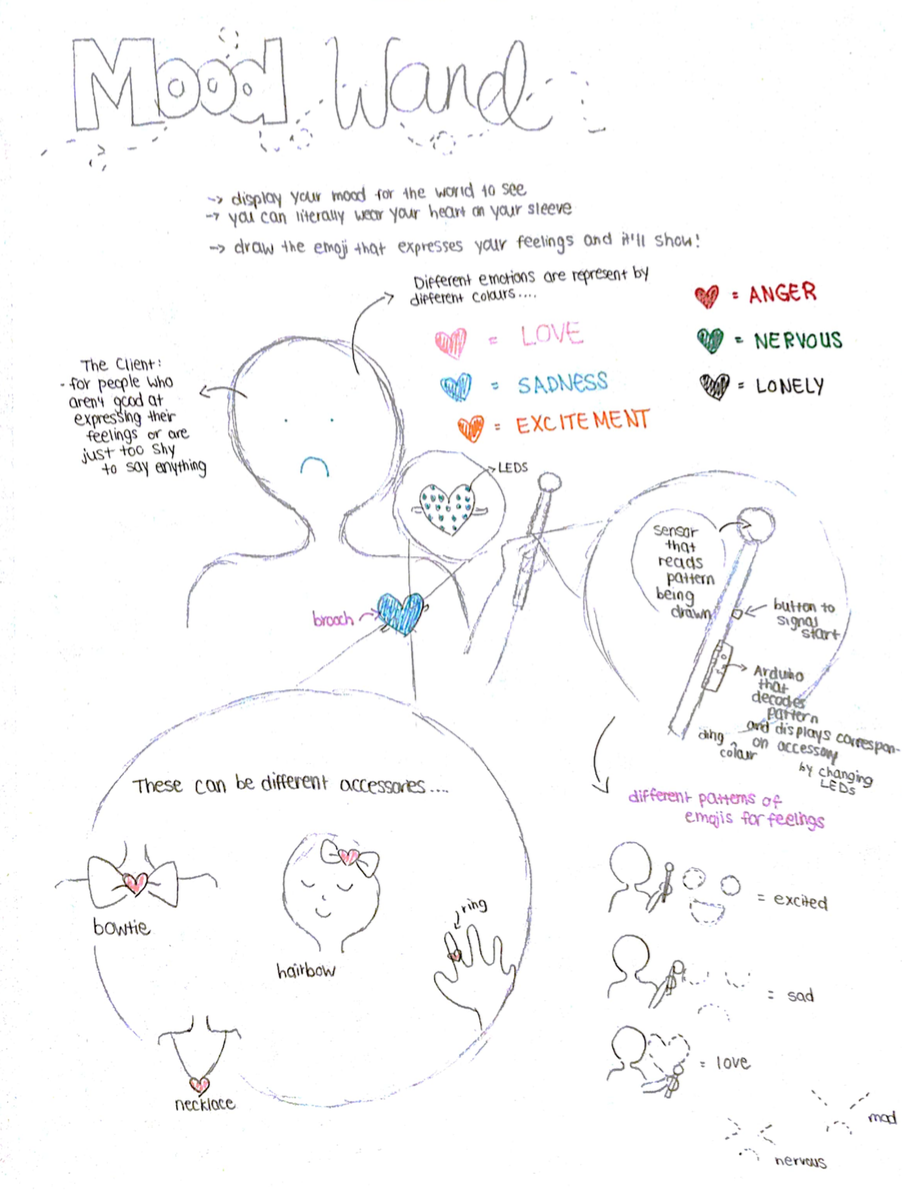 Mood Wand
-> display your mood for the world to see
-> you can literally wear your heart on your sleeve
-> draw the emoji that expresses your feelings and it'll show!
Different emotions are represent by
different colours....
= LOVE
= SADNESS
= EXCITEMENT
= ANGER
= NERVOUS
= LONELY
The Client:
- for people who
aren't good at
expressing their
feelings or are
just too shy
to say anything
LEDS
brooch
sensor
that
reads
pattern
being
drawn
button to
signal
start
Arduino
that
decodes
pattern
and displays correspon-
ding colour
on accessory
by changing
LEDs
These can be different accessories....
bowtie
hairbow
ring
necklace
different patterns of
emojis for feelings
= excited
= sad
= love
mad
nervous